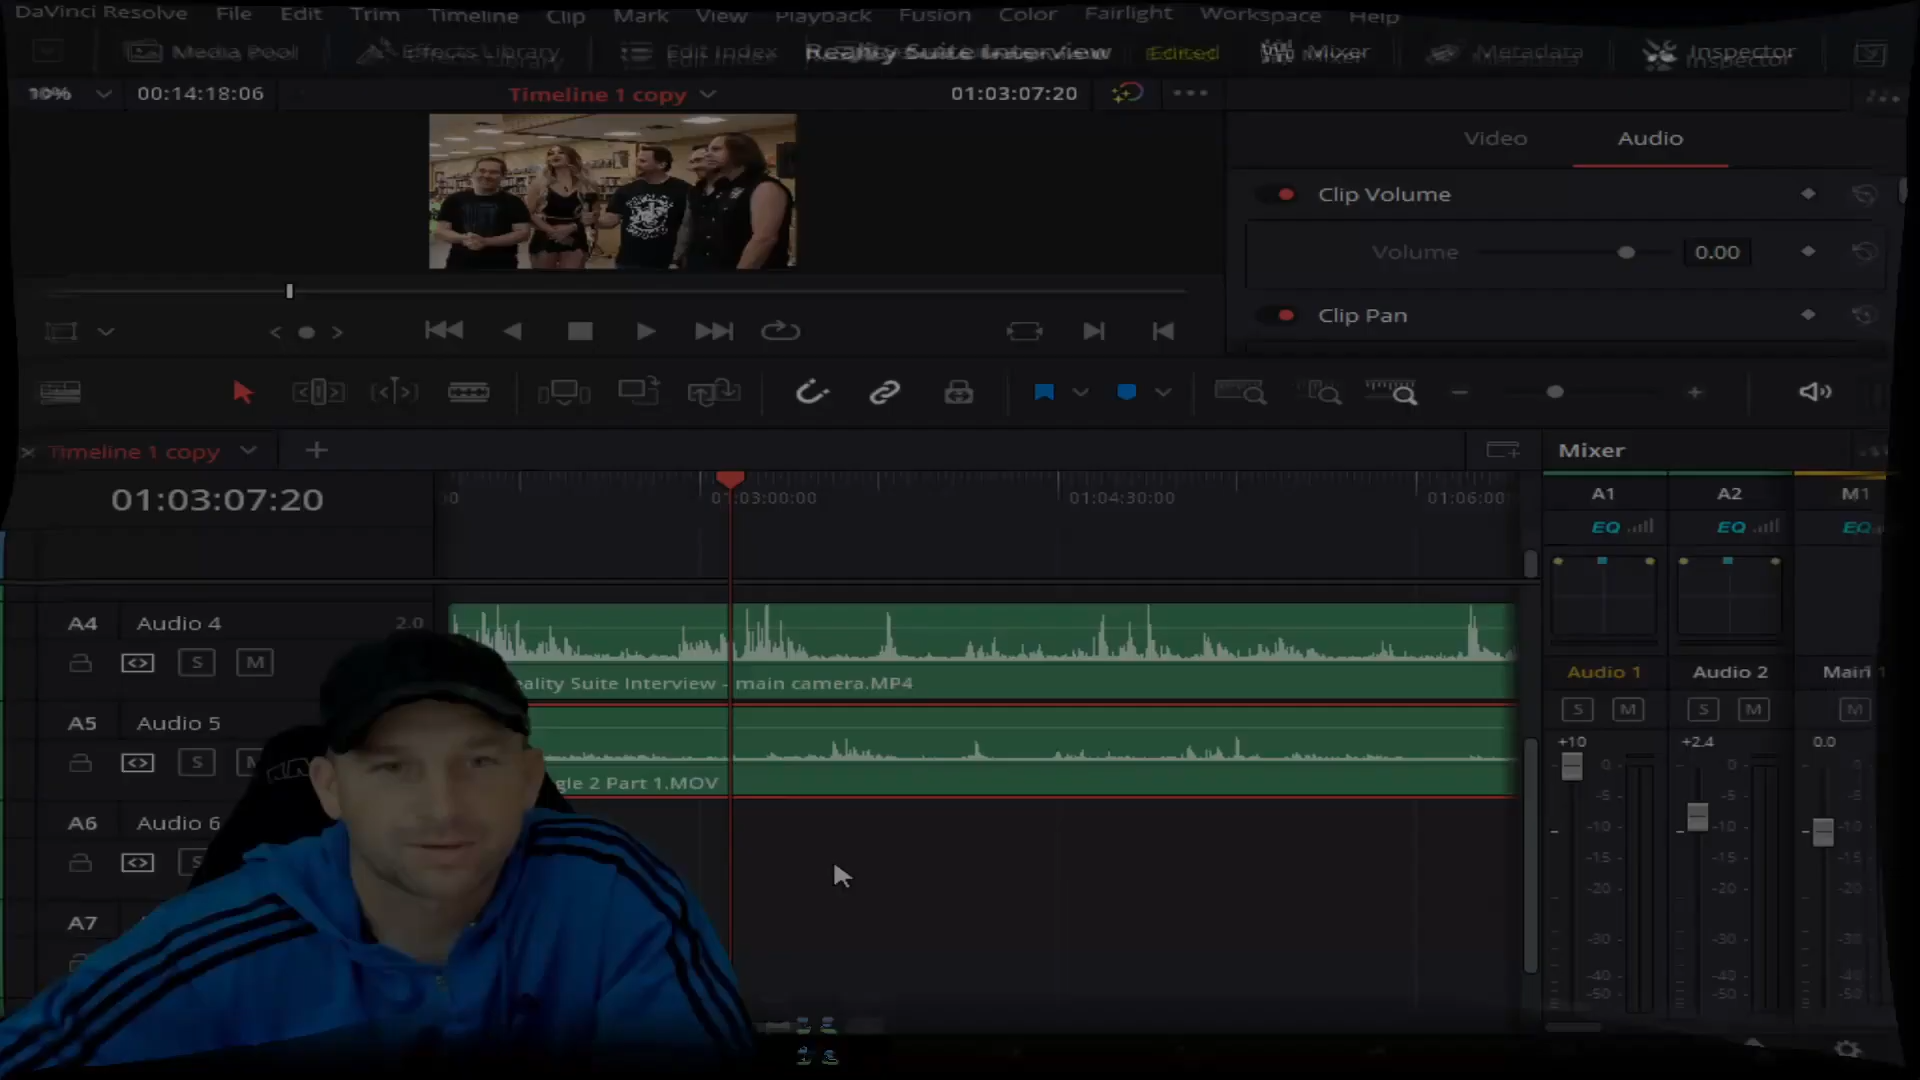 DaVinci Resolve File Edit Trim Timeline Clip Mark View Playback Fusion Color Fairlight Workspace Help
Media Pool Effects Library Edit Index Reality Suite Interview Edited Mixer Metadata Inspector
10% 00:14:18:06 Timeline 1 copy 01:03:07:20
Video Audio
Clip Volume
Volume 0.00
Clip Pan
Timeline 1 copy
Mixer
01:03:07:20
00 01:03:00:00 01:04:30:00 01:06:00
A1 A2 M1
EQ EQ EQ
A4 Audio 4 2.0
S M
eality Suite Interview - main camera.MP4
Audio 1 Audio 2 Main 1
S M S M M
A5 Audio 5
S M
gle 2 Part 1.MOV
+10 +2.4 0.0
0 0 0
-5 -5 -5
-10 -10 -10
-15 -15 -15
-20 -20 -20
-30 -30 -30
-40 -40 -40
-50 -50 -50
A6 Audio 6
S
A7